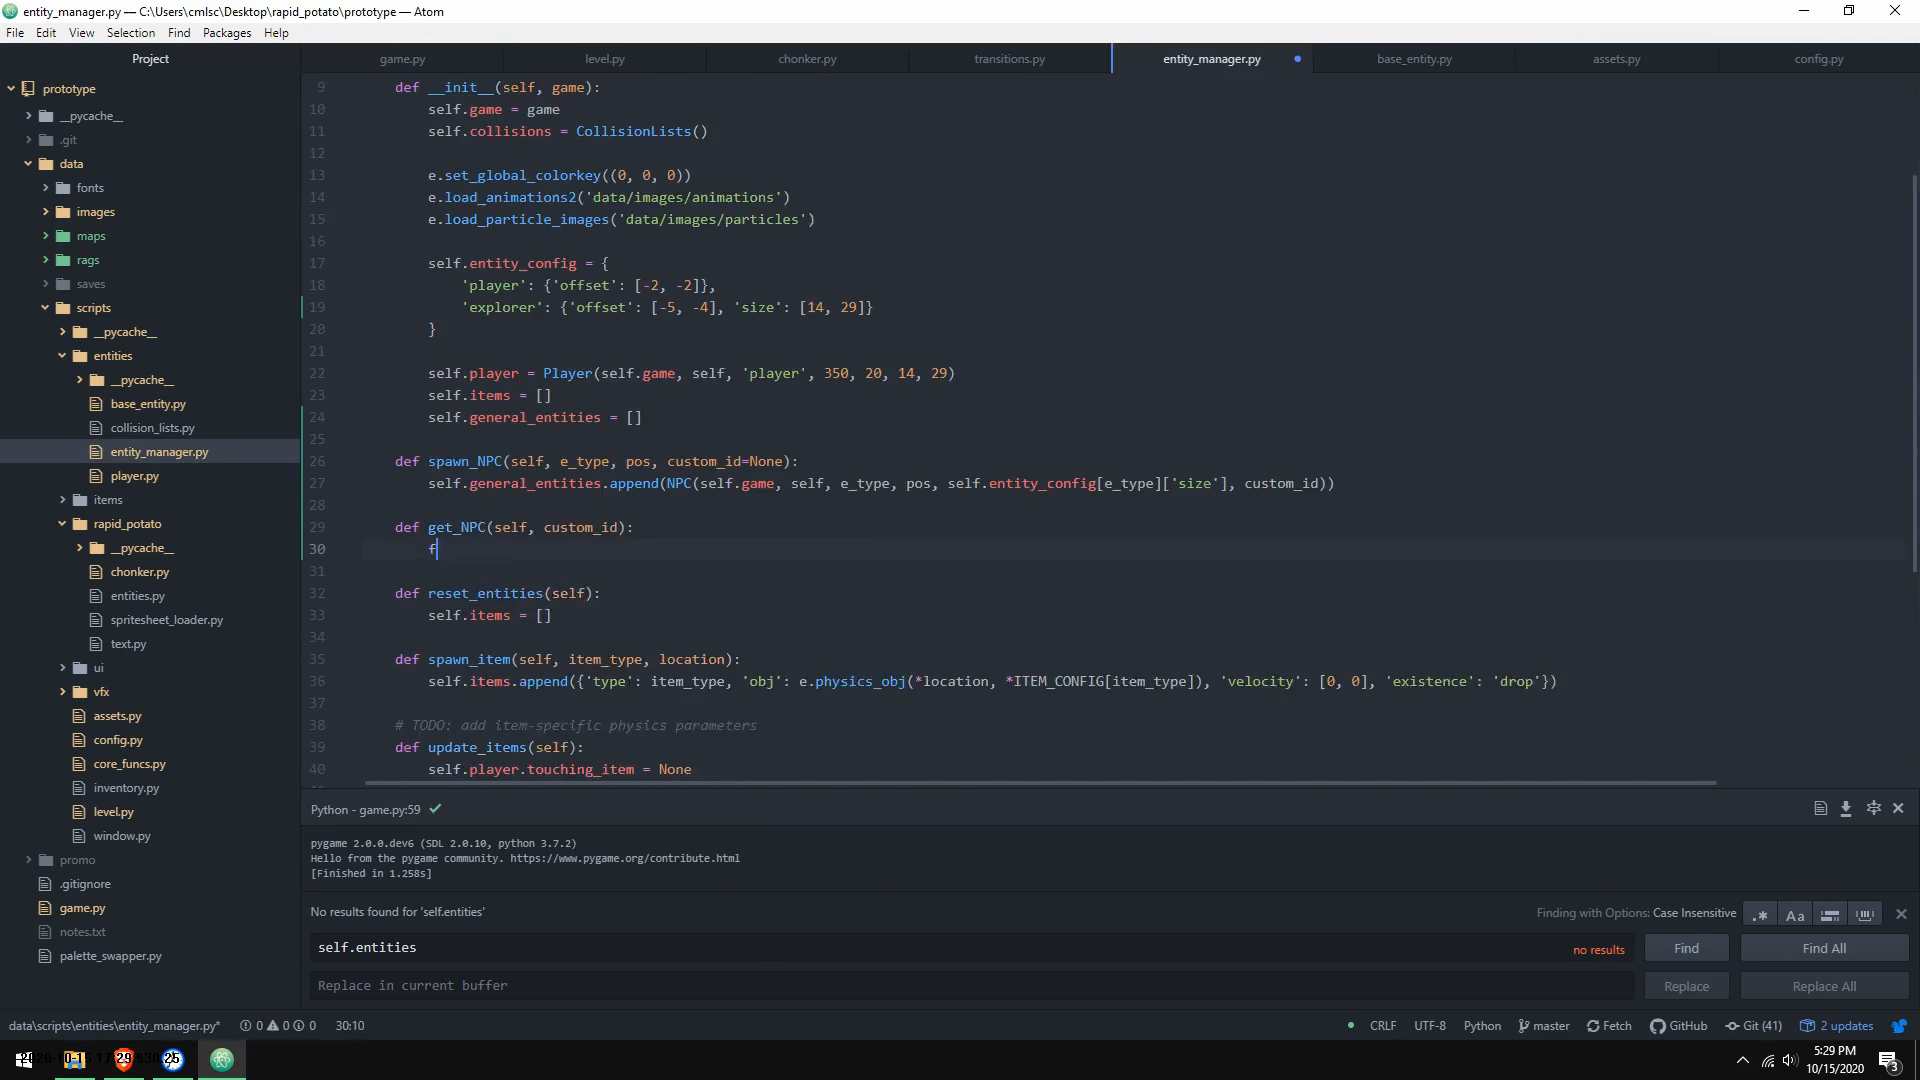 entity_manager.py — C:\Users\cmlsc\Desktop\rapid_potato\prototype — Atom
File Edit View Selection Find Packages Help
Project
game.py level.py chonker.py transitions.py entity_manager.py base_entity.py assets.py config.py
prototype
__pycache__
.git
data
fonts
images
maps
rags
saves
scripts
__pycache__
entities
__pycache__
base_entity.py
collision_lists.py
entity_manager.py
player.py
items
rapid_potato
__pycache__
chonker.py
entities.py
spritesheet_loader.py
text.py
ui
vfx
assets.py
config.py
core_funcs.py
inventory.py
level.py
window.py
promo
.gitignore
game.py
notes.txt
palette_swapper.py
9 def __init__(self, game):
10 self.game = game
11 self.collisions = CollisionLists()
12
13 e.set_global_colorkey((0, 0, 0))
14 e.load_animations2('data/images/animations')
15 e.load_particle_images('data/images/particles')
16
17 self.entity_config = {
18 'player': {'offset': [-2, -2]},
19 'explorer': {'offset': [-5, -4], 'size': [14, 29]}
20 }
21
22 self.player = Player(self.game, self, 'player', 350, 20, 14, 29)
23 self.items = []
24 self.general_entities = []
25
26 def spawn_NPC(self, e_type, pos, custom_id=None):
27 self.general_entities.append(NPC(self.game, self, e_type, pos, self.entity_config[e_type]['size'], custom_id))
28
29 def get_NPC(self, custom_id):
30 f
31
32 def reset_entities(self):
33 self.items = []
34
35 def spawn_item(self, item_type, location):
36 self.items.append({'type': item_type, 'obj': e.physics_obj(*location, *ITEM_CONFIG[item_type]), 'velocity': [0, 0], 'existence': 'drop'})
37
38 # TODO: add item-specific physics parameters
39 def update_items(self):
40 self.player.touching_item = None
Python - game.py:59
pygame 2.0.0.dev6 (SDL 2.0.10, python 3.7.2)
Hello from the pygame community. https://www.pygame.org/contribute.html
[Finished in 1.258s]
No results found for 'self.entities' Finding with Options: Case Insensitive .* Aa
self.entities no results Find Find All
Replace in current buffer Replace Replace All
data\scripts\entities\entity_manager.py* 0 0 0 30:10 CRLF UTF-8 Python master Fetch GitHub Git (41) 2 updates
5:29 PM
10/15/2020
3